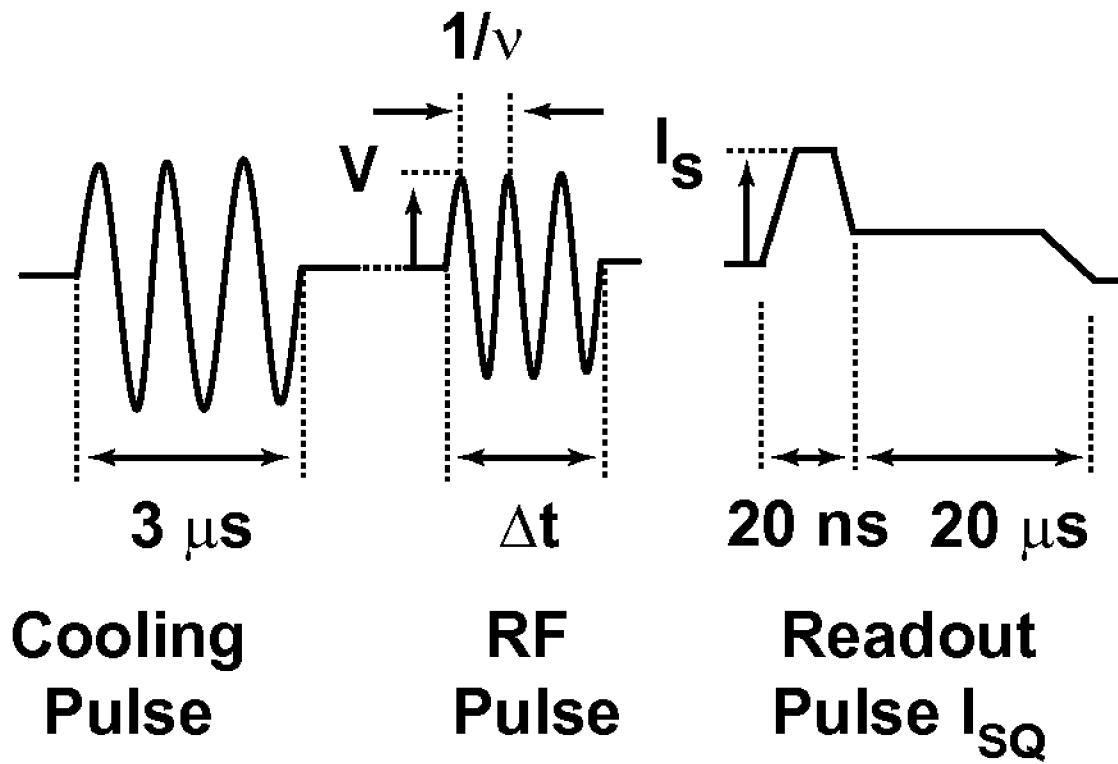 1/ν
V
I_S
3 μs
Δt
20 ns
20 μs
Cooling
Pulse
RF
Pulse
Readout
Pulse I_SQ